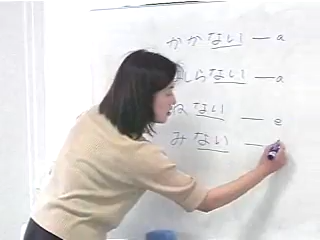 かかない — a
しらない — a
ねない — e
みない —